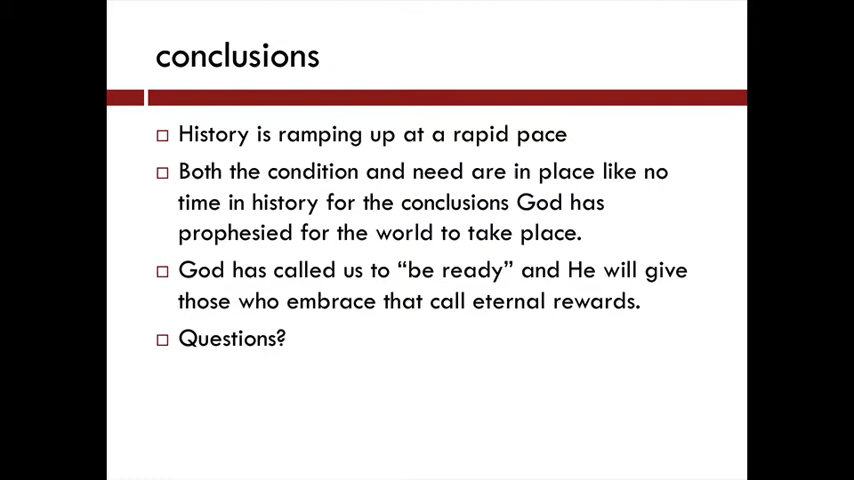 conclusions
History is ramping up at a rapid pace
Both the condition and need are in place like no
time in history for the conclusions God has
prophesied for the world to take place.
God has called us to “be ready” and He will give
those who embrace that call eternal rewards.
Questions?